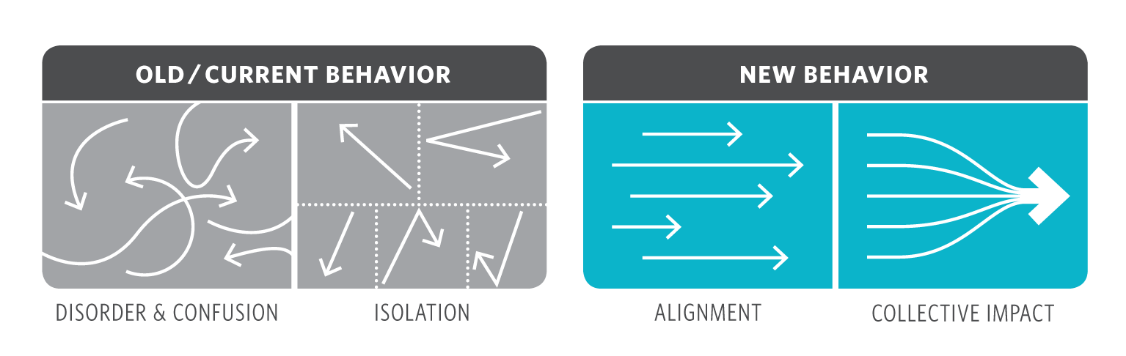 OLD/CURRENT BEHAVIOR
NEW BEHAVIOR
DISORDER & CONFUSION
ISOLATION
ALIGNMENT
COLLECTIVE IMPACT